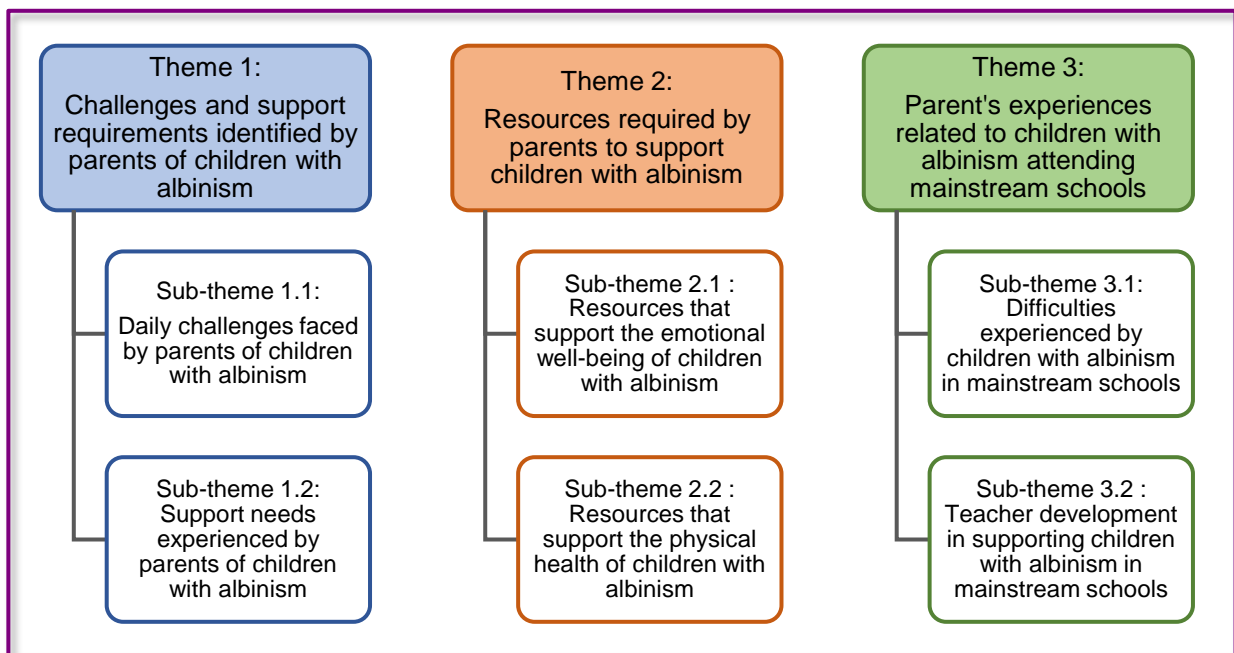 Theme 1:
Challenges and support
requirements identified by
parents of children with
albinism
Sub-theme 1.1:
Daily challenges faced
by parents of children
with albinism
Sub-theme 1.2:
Support needs
experienced by
parents of children
with albinism
Theme 2:
Resources required by
parents to support
children with albinism
Sub-theme 2.1 :
Resources that
support the emotional
well-being of children
with albinism
Sub-theme 2.2 :
Resources that
support the physical
health of children with
albinism
Theme 3:
Parent's experiences
related to children with
albinism attending
mainstream schools
Sub-theme 3.1:
Difficulties
experienced by
children with albinism
in mainstream schools
Sub-theme 3.2 :
Teacher development
in supporting children
with albinism in
mainstream schools